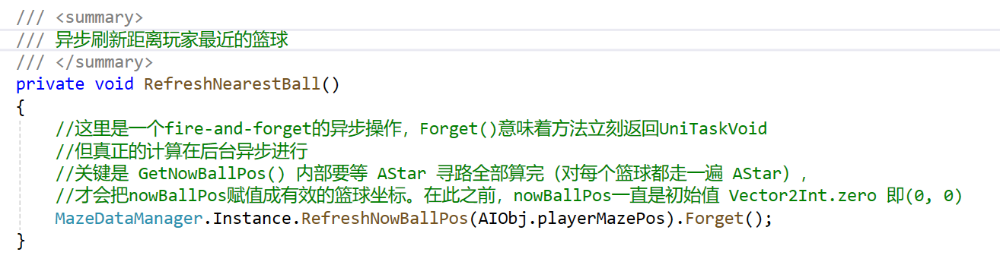 /// <summary>
/// 异步刷新距离玩家最近的篮球
/// </summary>
private void RefreshNearestBall()
{
//这里是一个fire-and-forget的异步操作，Forget()意味着方法立刻返回UniTaskVoid
//但真正的计算在后台异步进行
//关键是 GetNowBallPos() 内部要等 AStar 寻路全部算完（对每个篮球都走一遍 AStar），
//才会把nowBallPos赋值成有效的篮球坐标。在此之前，nowBallPos一直是初始值 Vector2Int.zero 即(0, 0)
MazeDataManager.Instance.RefreshNowBallPos(AIObj.playerMazePos).Forget();
}